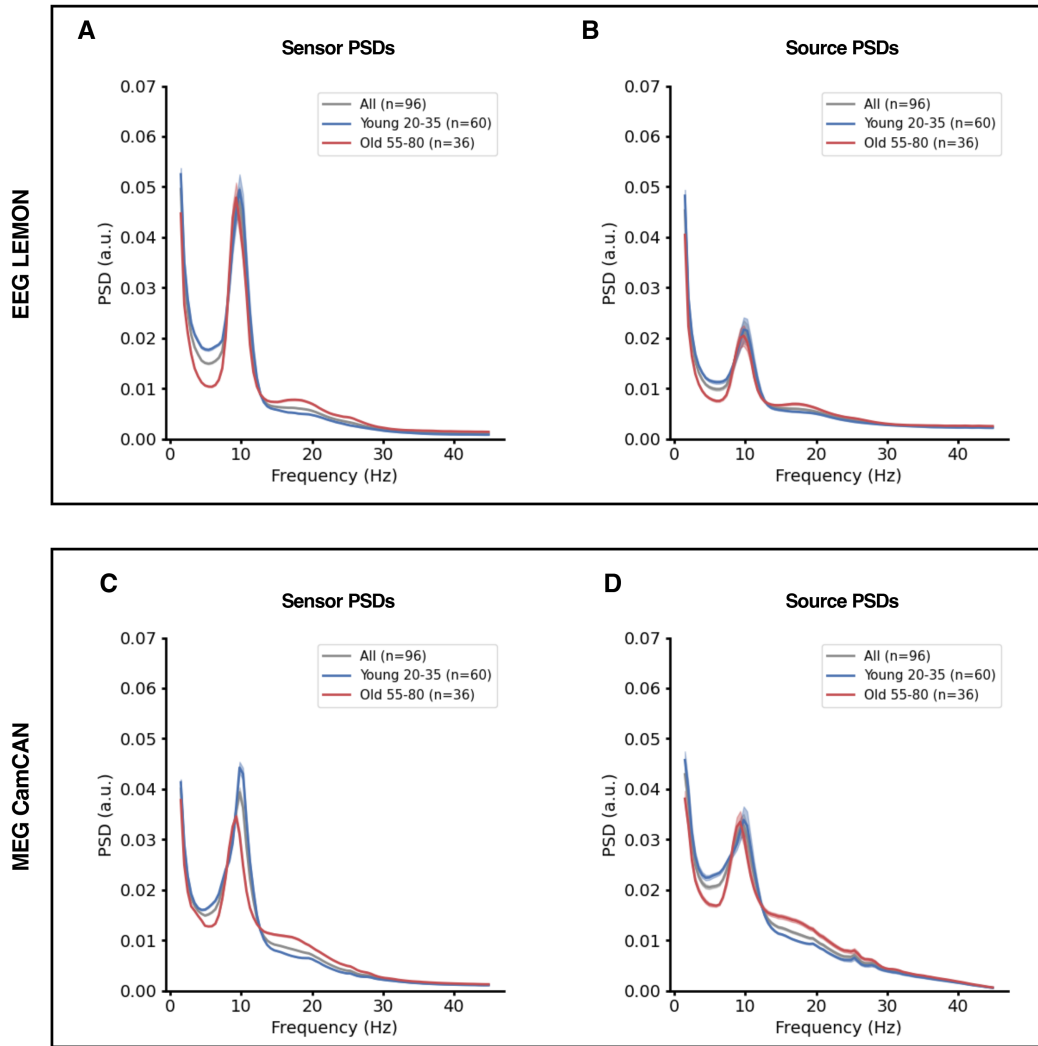 EEG LEMON
A
Sensor PSDs
0.07
0.06
0.05
0.04
0.03
0.02
0.01
0.00
PSD (a.u.)
All (n=96)
Young 20-35 (n=60)
Old 55-80 (n=36)
0 10 20 30 40
Frequency (Hz)
B
Source PSDs
0.07
0.06
0.05
0.04
0.03
0.02
0.01
0.00
PSD (a.u.)
All (n=96)
Young 20-35 (n=60)
Old 55-80 (n=36)
0 10 20 30 40
Frequency (Hz)
MEG CamCAN
C
Sensor PSDs
0.07
0.06
0.05
0.04
0.03
0.02
0.01
0.00
PSD (a.u.)
All (n=96)
Young 20-35 (n=60)
Old 55-80 (n=36)
0 10 20 30 40
Frequency (Hz)
D
Source PSDs
0.07
0.06
0.05
0.04
0.03
0.02
0.01
0.00
PSD (a.u.)
All (n=96)
Young 20-35 (n=60)
Old 55-80 (n=36)
0 10 20 30 40
Frequency (Hz)